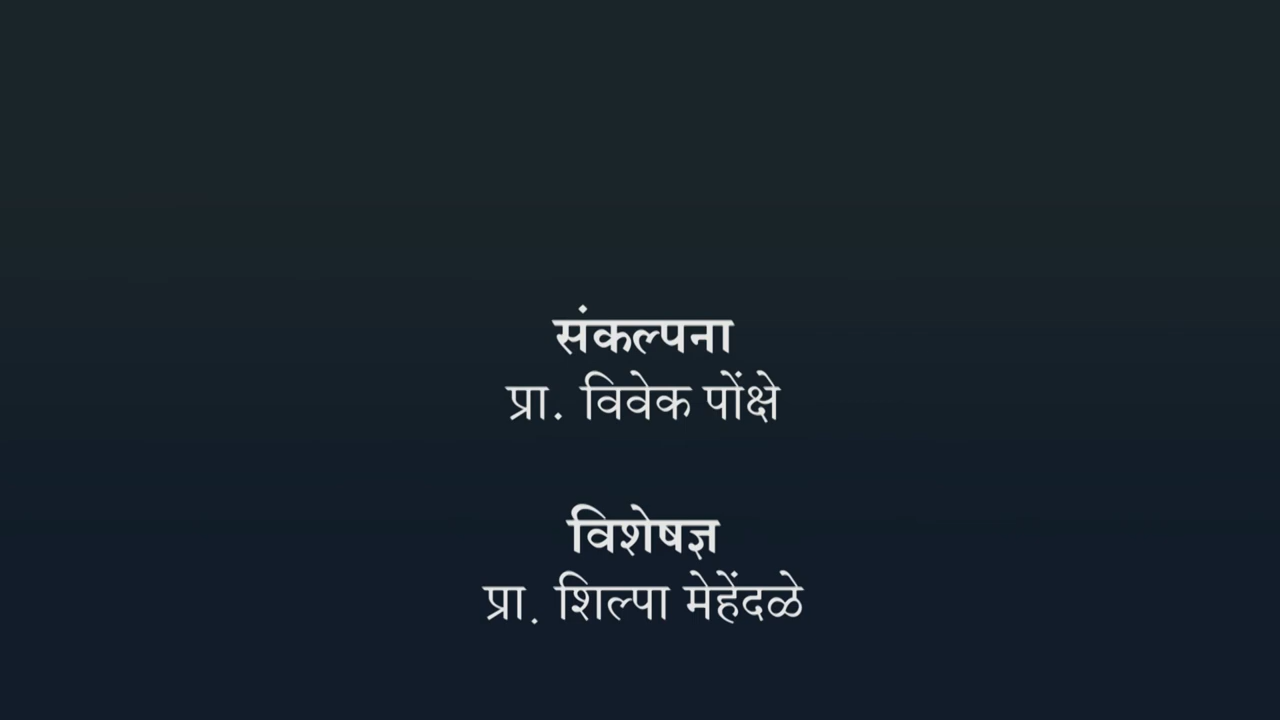 संकल्पना
प्रा. विवेक पोंक्षे
विशेषज्ञ
प्रा. शिल्पा मेहेंदळे